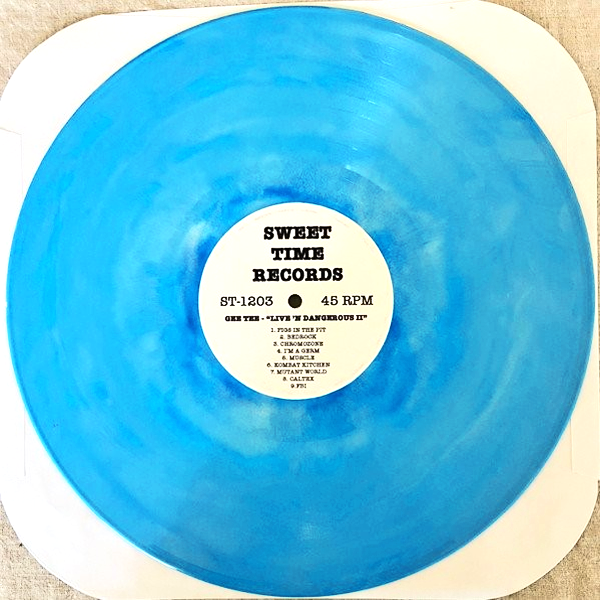 SWEET
TIME
RECORDS
ST-1203 45 RPM
GEE TEE - "LIVE 'N DANGEROUS II"
1. PIGS IN THE PIT
2. BEDROCK
3. CHROMOZONE
4. I'M A GERM
5. MUSCLE
6. KOMBAT KITCHEN
7. MUTANT WORLD
8. CALTEX
9 FBI